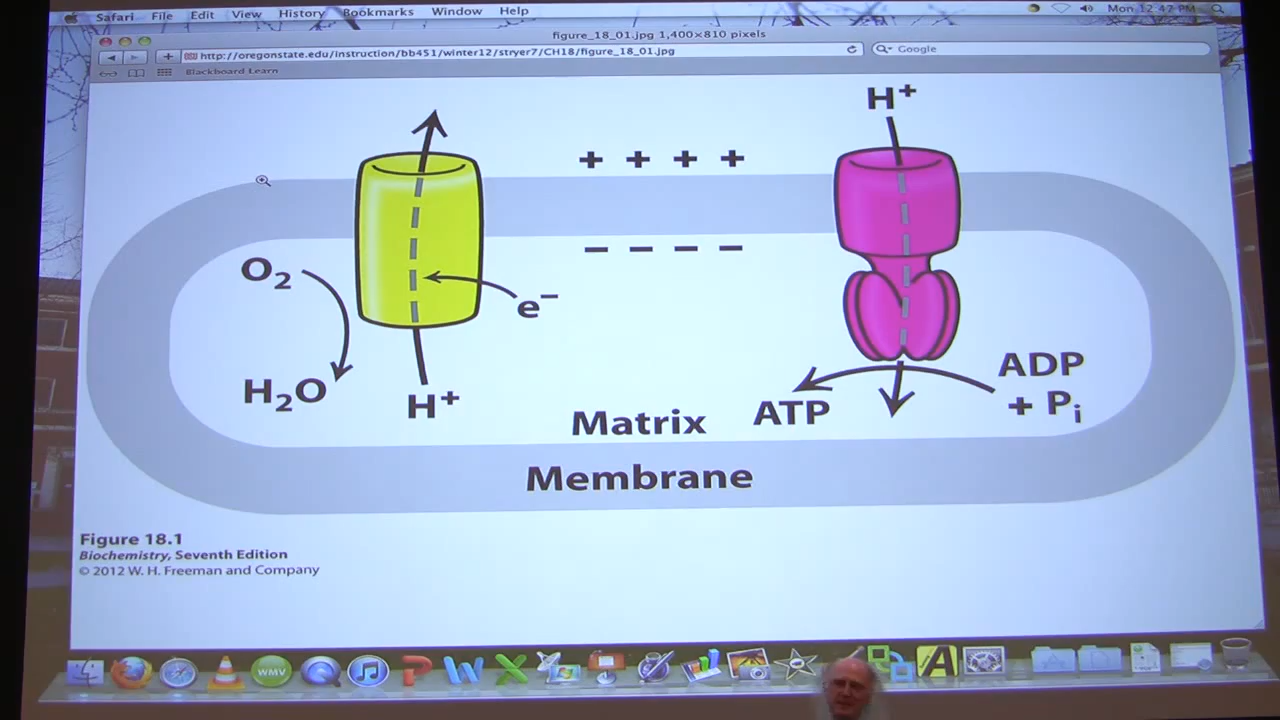 Safari File Edit View History Bookmarks Window Help Mon 12:47 PM
figure_18_01.jpg 1,400×810 pixels
http://oregonstate.edu/instruction/bb451/winter12/stryer7/CH18/figure_18_01.jpg
Google
Blackboard Learn
H⁺
+ + + +
− − − −
O₂
e⁻
H₂O
H⁺
Matrix
ATP
ADP
+ Pᵢ
Membrane
Figure 18.1
Biochemistry, Seventh Edition
© 2012 W. H. Freeman and Company
WMV
P
W
X
A